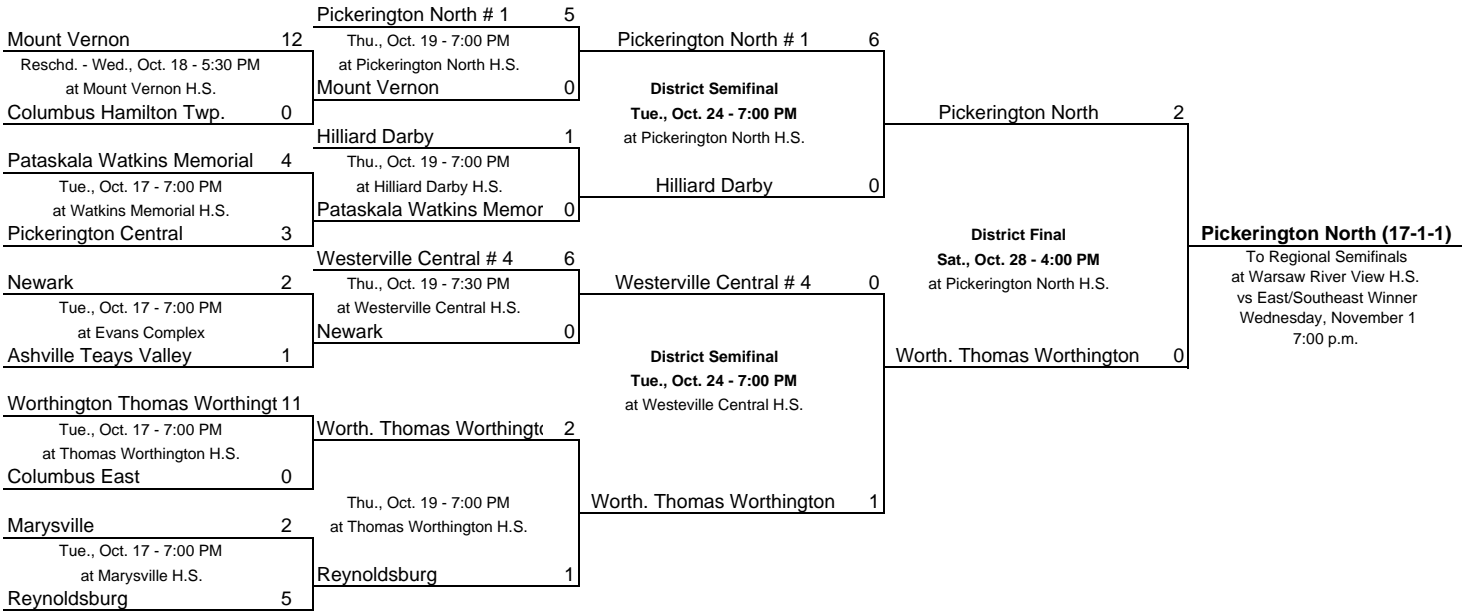 Mount Vernon 12
Reschd. - Wed., Oct. 18 - 5:30 PM
at Mount Vernon H.S.
Columbus Hamilton Twp. 0
Pataskala Watkins Memorial 4
Tue., Oct. 17 - 7:00 PM
at Watkins Memorial H.S.
Pickerington Central 3
Newark 2
Tue., Oct. 17 - 7:00 PM
at Evans Complex
Ashville Teays Valley 1
Worthington Thomas Worthingt 11
Tue., Oct. 17 - 7:00 PM
at Thomas Worthington H.S.
Columbus East 0
Marysville 2
Tue., Oct. 17 - 7:00 PM
at Marysville H.S.
Reynoldsburg 5
Pickerington North # 1 5
Thu., Oct. 19 - 7:00 PM
at Pickerington North H.S.
Mount Vernon 0
Hilliard Darby 1
Thu., Oct. 19 - 7:00 PM
at Hilliard Darby H.S.
Pataskala Watkins Memor 0
Westerville Central # 4 6
Thu., Oct. 19 - 7:30 PM
at Westerville Central H.S.
Newark 0
Worth. Thomas Worthingto 2
Thu., Oct. 19 - 7:00 PM
at Thomas Worthington H.S.
Reynoldsburg 1
Pickerington North # 1 6
District Semifinal
Tue., Oct. 24 - 7:00 PM
at Pickerington North H.S.
Hilliard Darby 0
Westerville Central # 4 0
District Semifinal
Tue., Oct. 24 - 7:00 PM
at Westeville Central H.S.
Worth. Thomas Worthington 1
Pickerington North 2
District Final
Sat., Oct. 28 - 4:00 PM
at Pickerington North H.S.
Worth. Thomas Worthington 0
Pickerington North (17-1-1)
To Regional Semifinals
at Warsaw River View H.S.
vs East/Southeast Winner
Wednesday, November 1
7:00 p.m.